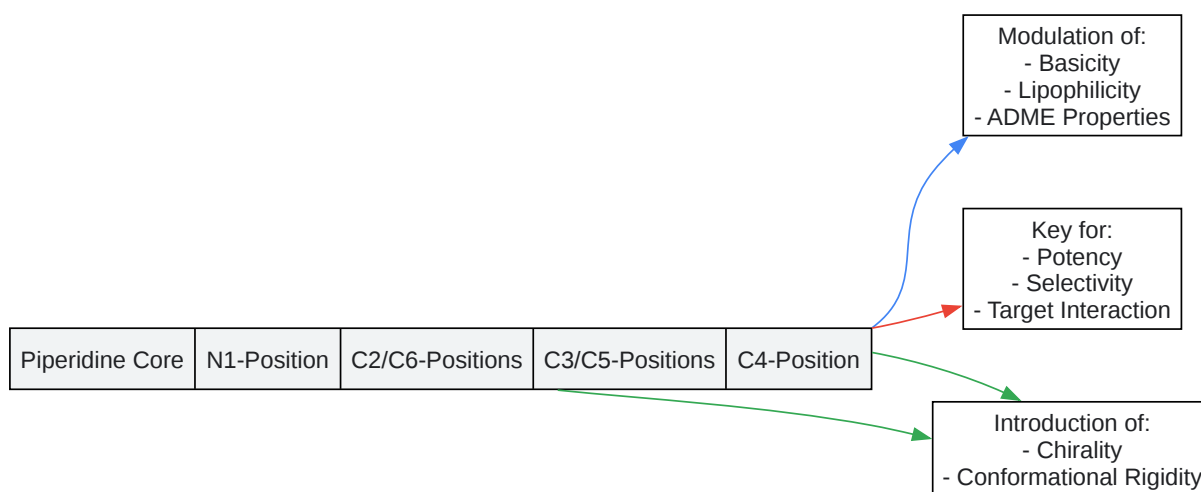 Modulation of:
- Basicity
- Lipophilicity
- ADME Properties
Key for:
- Potency
- Selectivity
- Target Interaction
Piperidine Core
N1-Position
C2/C6-Positions
C3/C5-Positions
C4-Position
Introduction of:
- Chirality
- Conformational Rigidity